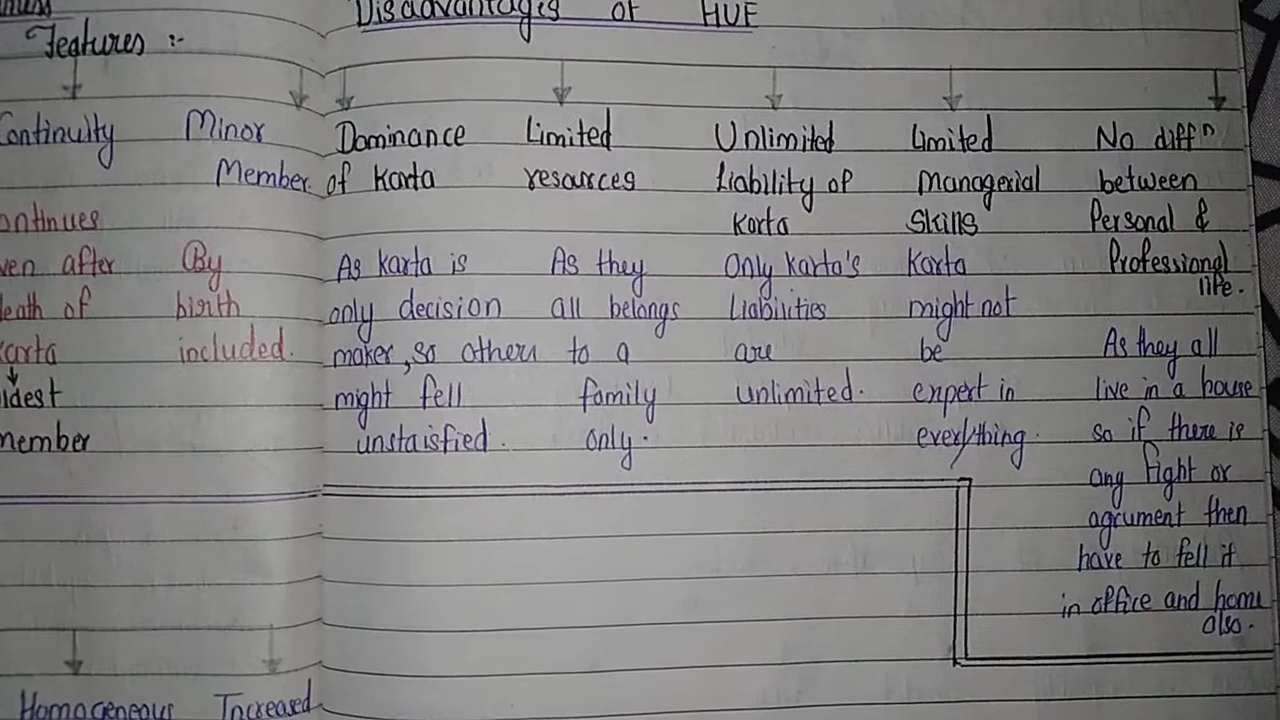 Disadvantages of HUF
Features :-
Continuity
Minor
Member
ontinues
ven after
death of
Karta
ldest
member
By
birth
included.
Dominance
of Karta
As Karta is
only decision
maker, so others
might fell
unstaisfied.
Limited
resources
As they
all belongs
to a
family
only.
Unlimited
Liability of
Karta
Only Karta's
Liabilities
are
unlimited.
Limited
Managerial
Skills
Karta
might not
be
expert in
everything.
No diffⁿ
between
Personal &
Professional
life.
As they all
live in a house
so if there is
any fight or
agrument then
have to fell it
in office and home
also.
Homogeneous
Increased